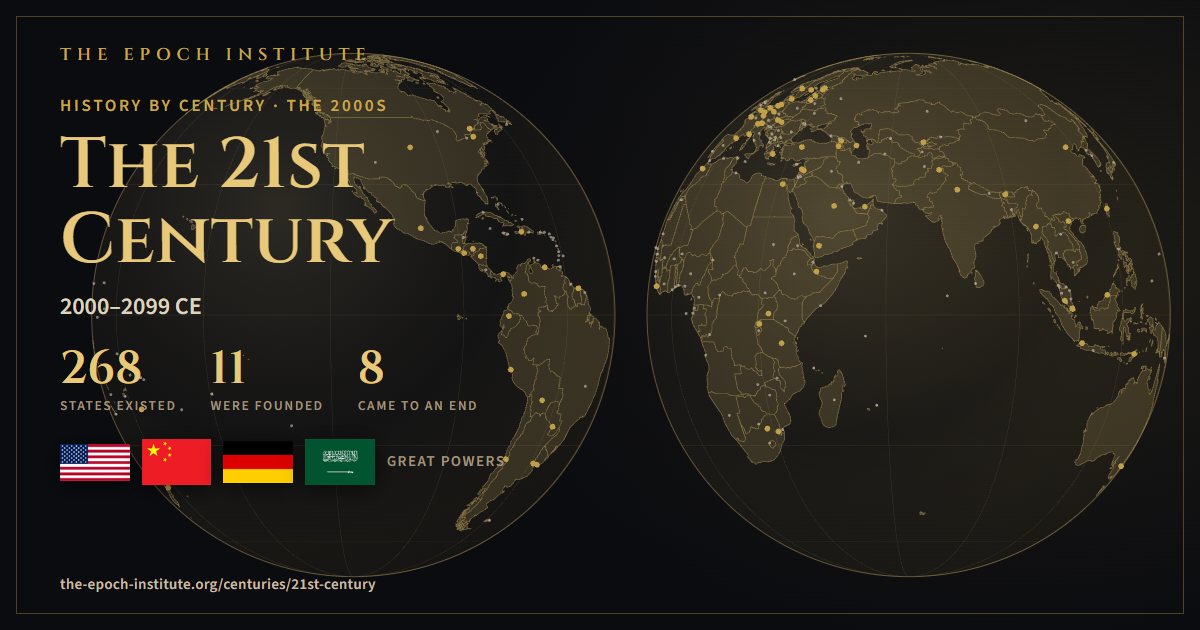 THE EPOCH INSTITUTE
HISTORY BY CENTURY · THE 2000S
THE 21ST
CENTURY
2000–2099 CE
268 11 8
STATES EXISTED WERE FOUNDED CAME TO AN END
GREAT POWERS
the-epoch-institute.org/centuries/21st-century